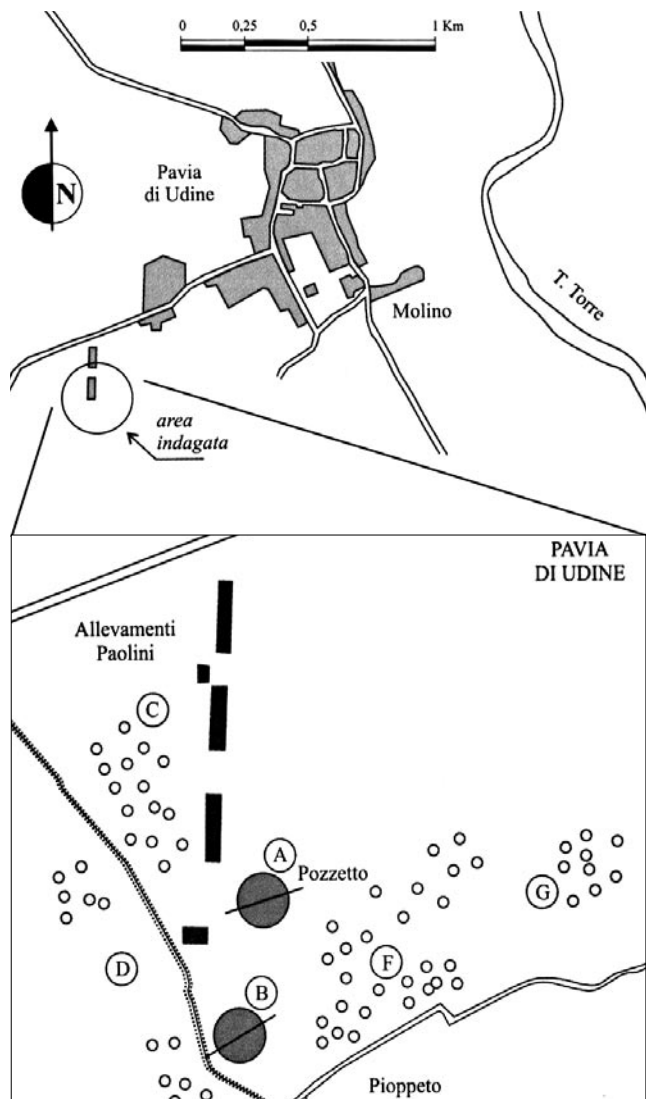 0
0,25
0,5
1 Km
Pavia
di Udine
N
Molino
T. Torre
area
indagata
PAVIA
DI UDINE
Allevamenti
Paolini
C
A
Pozzetto
G
F
D
B
Pioppeto